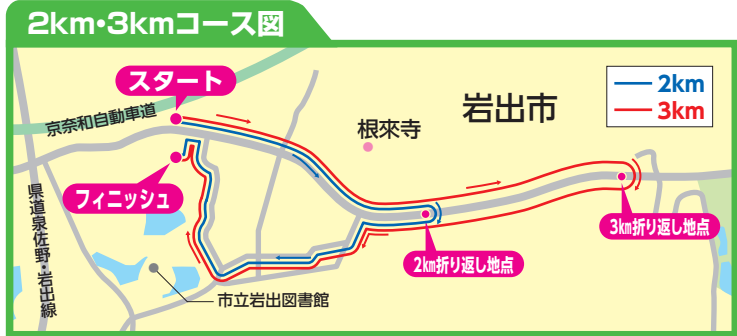 2km•3kmコース図
スタート
京奈和自動車道
2km
3km
岩出市
根來寺
フィニッシュ
県道泉佐野・岩出線
3km折り返し地点
2km折り返し地点
市立岩出図書館